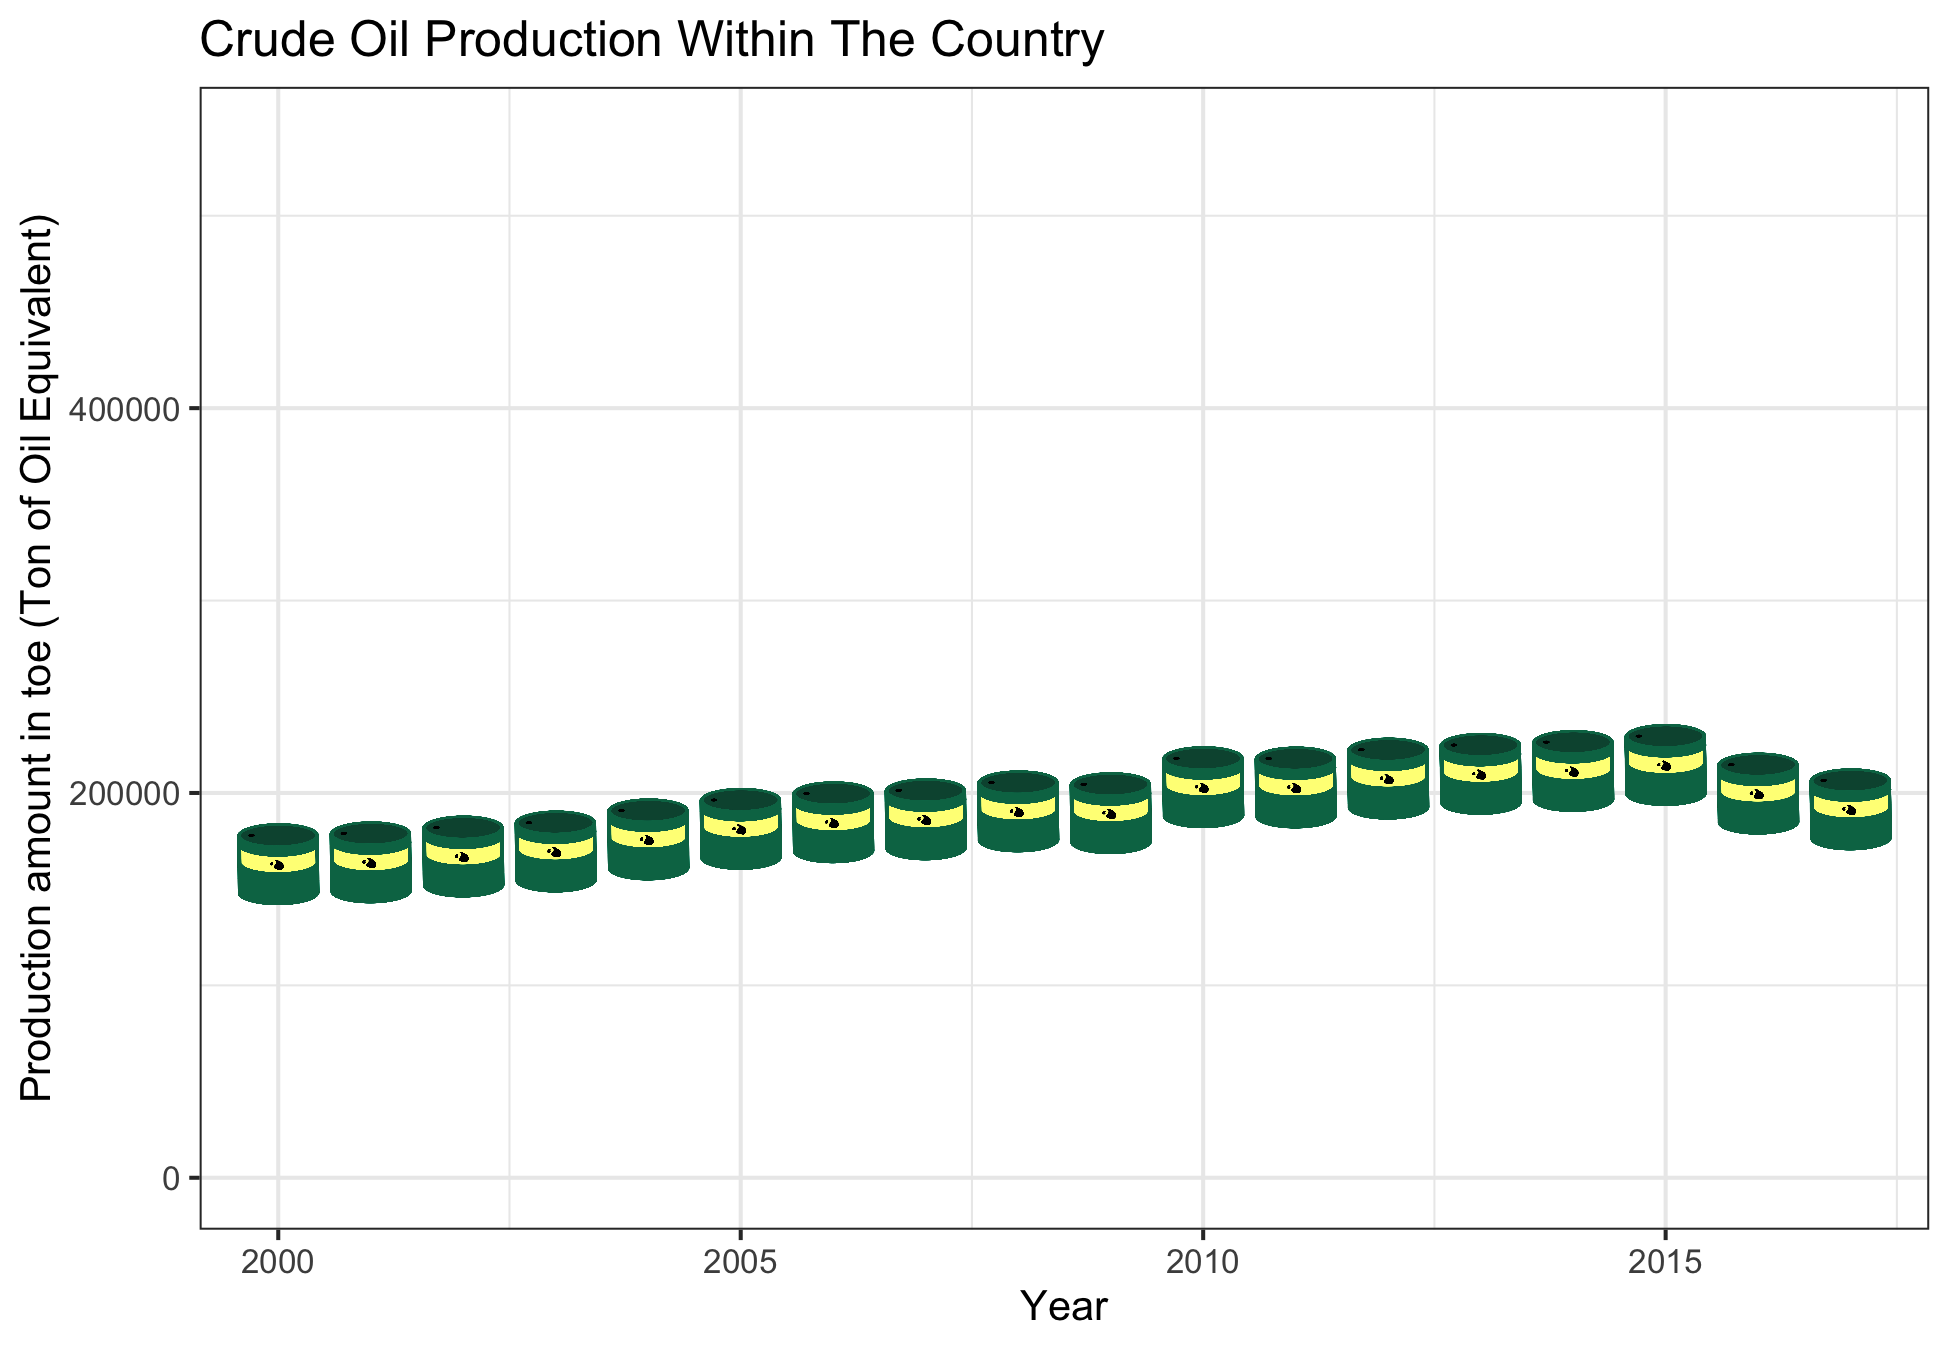 Crude Oil Production Within The Country
Production amount in toe (Ton of Oil Equivalent)
400000
200000
0
2000
2005
2010
2015
Year